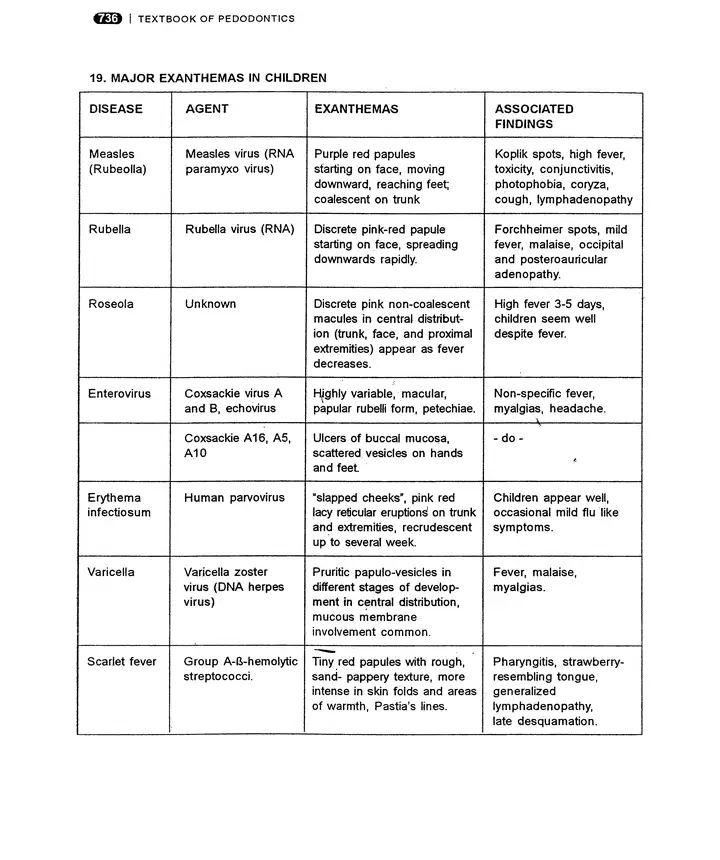 736 | TEXTBOOK OF PEDODONTICS
19. MAJOR EXANTHEMAS IN CHILDREN
DISEASE
AGENT
EXANTHEMAS
ASSOCIATED
FINDINGS
Measles
(Rubeolla)
Measles virus (RNA
paramyxo virus)
Purple red papules
starting on face, moving
downward, reaching feet;
coalescent on trunk
Koplik spots, high fever,
toxicity, conjunctivitis,
photophobia, coryza,
cough, lymphadenopathy
Rubella
Rubella virus (RNA)
Discrete pink-red papule
starting on face, spreading
downwards rapidly.
Forchheimer spots, mild
fever, malaise, occipital
and posteroauricular
adenopathy.
Roseola
Unknown
Discrete pink non-coalescent
macules in central distribut-
ion (trunk, face, and proximal
extremities) appear as fever
decreases.
High fever 3-5 days,
children seem well
despite fever.
Enterovirus
Coxsackie virus A
and B, echovirus
Highly variable, macular,
papular rubelli form, petechiae.
Non-specific fever,
myalgias, headache.
Coxsackie A16, A5,
A10
Ulcers of buccal mucosa,
scattered vesicles on hands
and feet.
- do -
Erythema
infectiosum
Human parvovirus
"slapped cheeks", pink red
lacy reticular eruptions on trunk
and extremities, recrudescent
up to several week.
Children appear well,
occasional mild flu like
symptoms.
Varicella
Varicella zoster
virus (DNA herpes
virus)
Pruritic papulo-vesicles in
different stages of develop-
ment in central distribution,
mucous membrane
involvement common.
Fever, malaise,
myalgias.
Scarlet fever
Group A-ß-hemolytic
streptococci.
Tiny red papules with rough,
sand- pappery texture, more
intense in skin folds and areas
of warmth, Pastia's lines.
Pharyngitis, strawberry-
resembling tongue,
generalized
lymphadenopathy,
late desquamation.